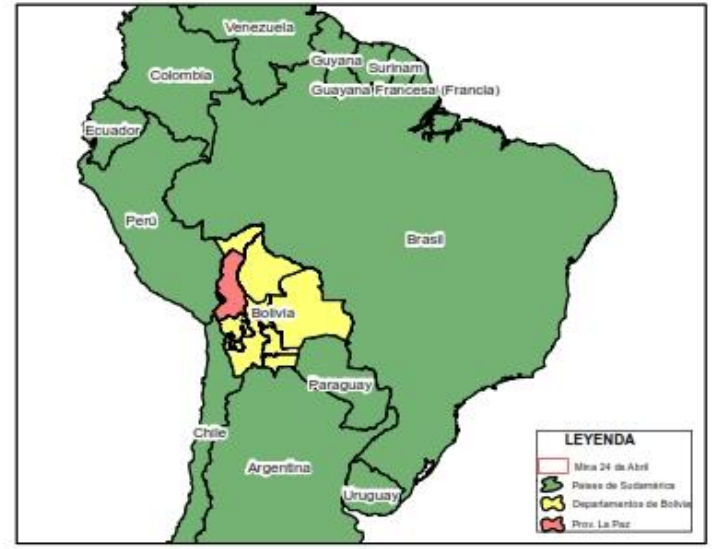 Venezuela
Guyana
Surinam
Colombia
Guayana Francesa (Francia)
Ecuador
Perú
Brasil
Bolivia
Paraguay
Chile
Argentina
Uruguay
LEYENDA
Mina 24 de Abril
Países de Sudamérica
Departamentos de Bolivia
Prov. La Paz